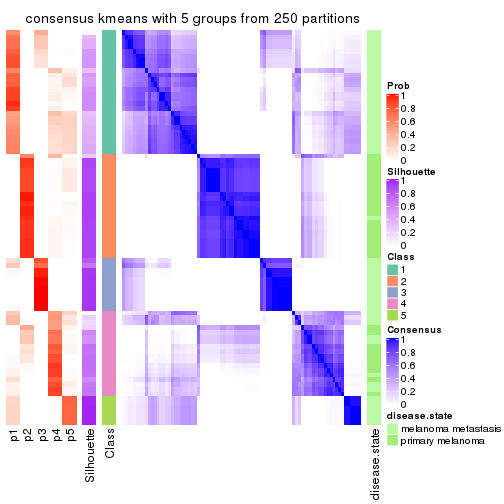 consensus kmeans with 5 groups from 250 partitions
p1
p2
p3
p4
p5
Silhouette
Class
disease.state
Prob
1
0.8
0.6
0.4
0.2
0
Silhouette
1
0.8
0.6
0.4
0.2
0
Class
1
2
3
4
5
Consensus
1
0.8
0.6
0.4
0.2
0
disease.state
melanoma metastasis
primary melanoma